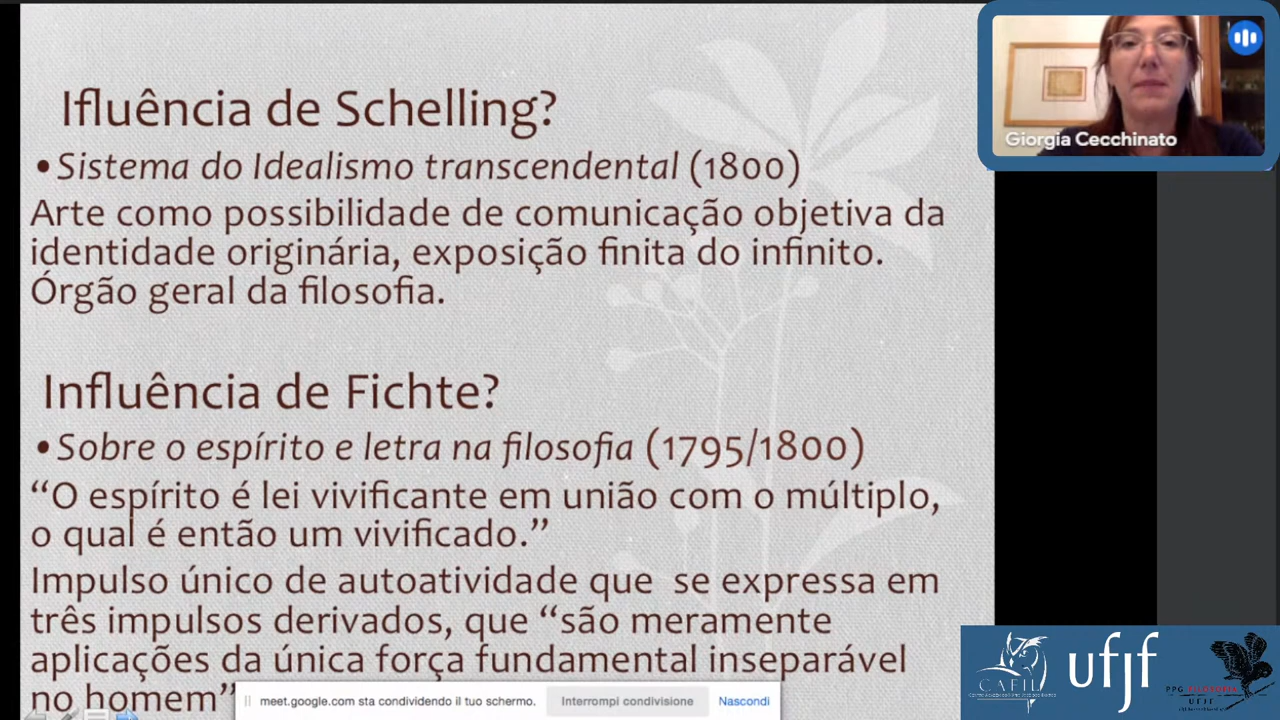 Ifluência de Schelling?
•Sistema do Idealismo transcendental (1800)
Arte como possibilidade de comunicação objetiva da
identidade originária, exposição finita do infinito.
Órgão geral da filosofia.
Influência de Fichte?
•Sobre o espírito e letra na filosofia (1795/1800)
“O espírito é lei vivificante em união com o múltiplo,
o qual é então um vivificado.”
Impulso único de autoatividade que se expressa em
três impulsos derivados, que “são meramente
aplicações da única força fundamental inseparável
no homem”
meet.google.com sta condividendo il tuo schermo.
Interrompi condivisione
Nascondi
Giorgia Cecchinato
CAFIL
ufjf
PPG FILOSOFIA
UFJF